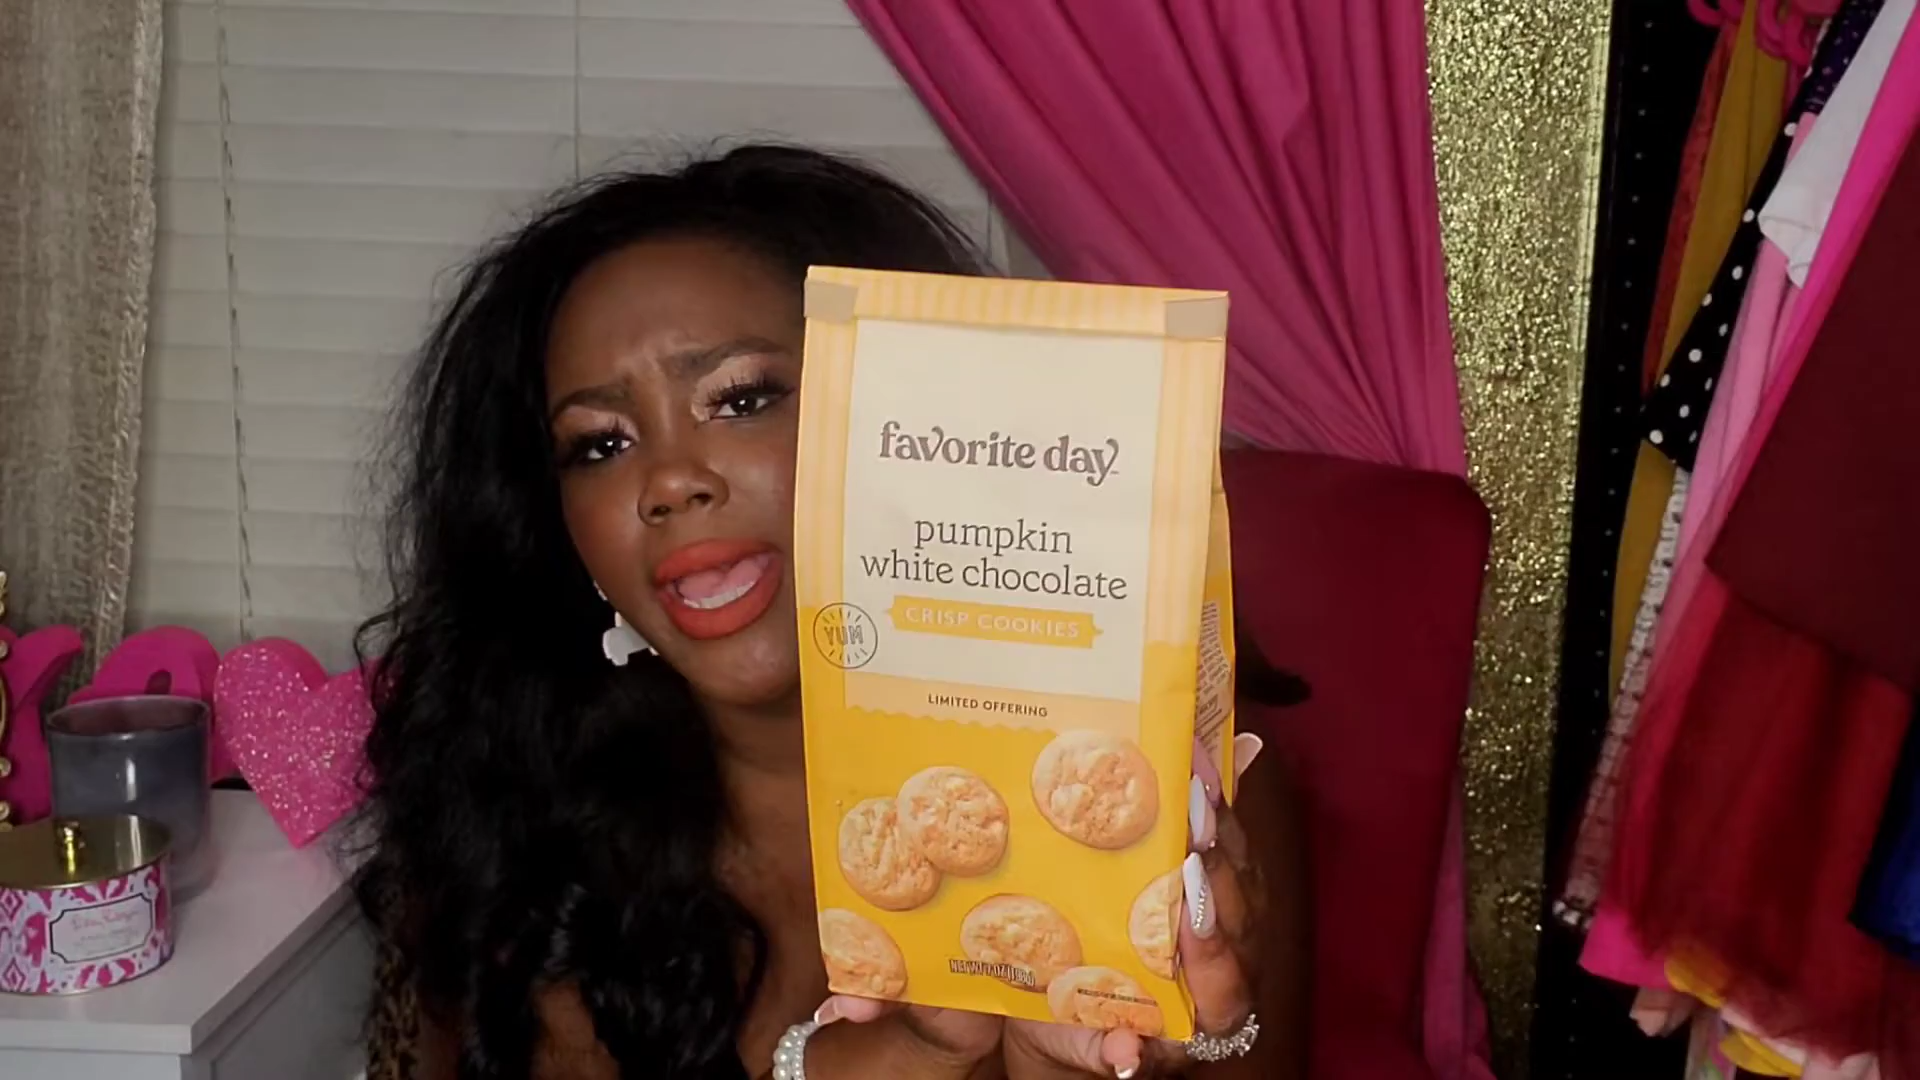 favorite day
pumpkin
white chocolate
CRISP COOKIES
YUM
LIMITED OFFERING